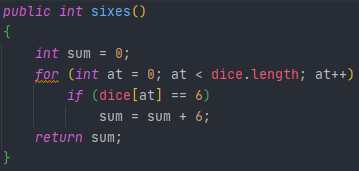 public int sixes()
{
    int sum = 0;
    for (int at = 0; at < dice.length; at++)
        if (dice[at] == 6)
            sum = sum + 6;
    return sum;
}